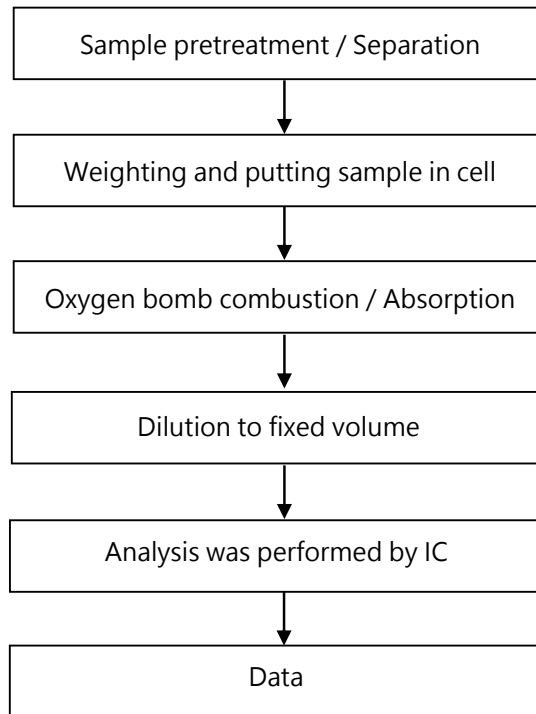 Sample pretreatment / Separation
Weighting and putting sample in cell
Oxygen bomb combustion / Absorption
Dilution to fixed volume
Analysis was performed by IC
Data